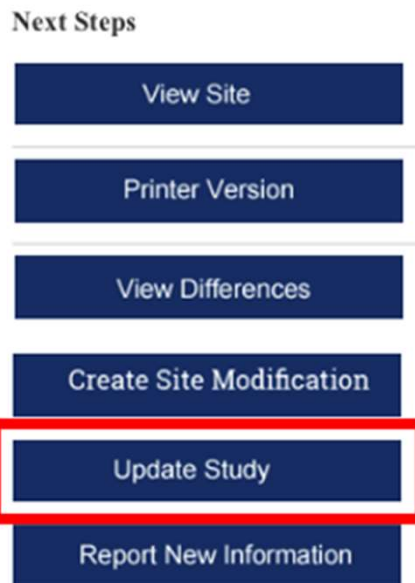 Next Steps
View Site
Printer Version
View Differences
Create Site Modification
Update Study
Report New Information